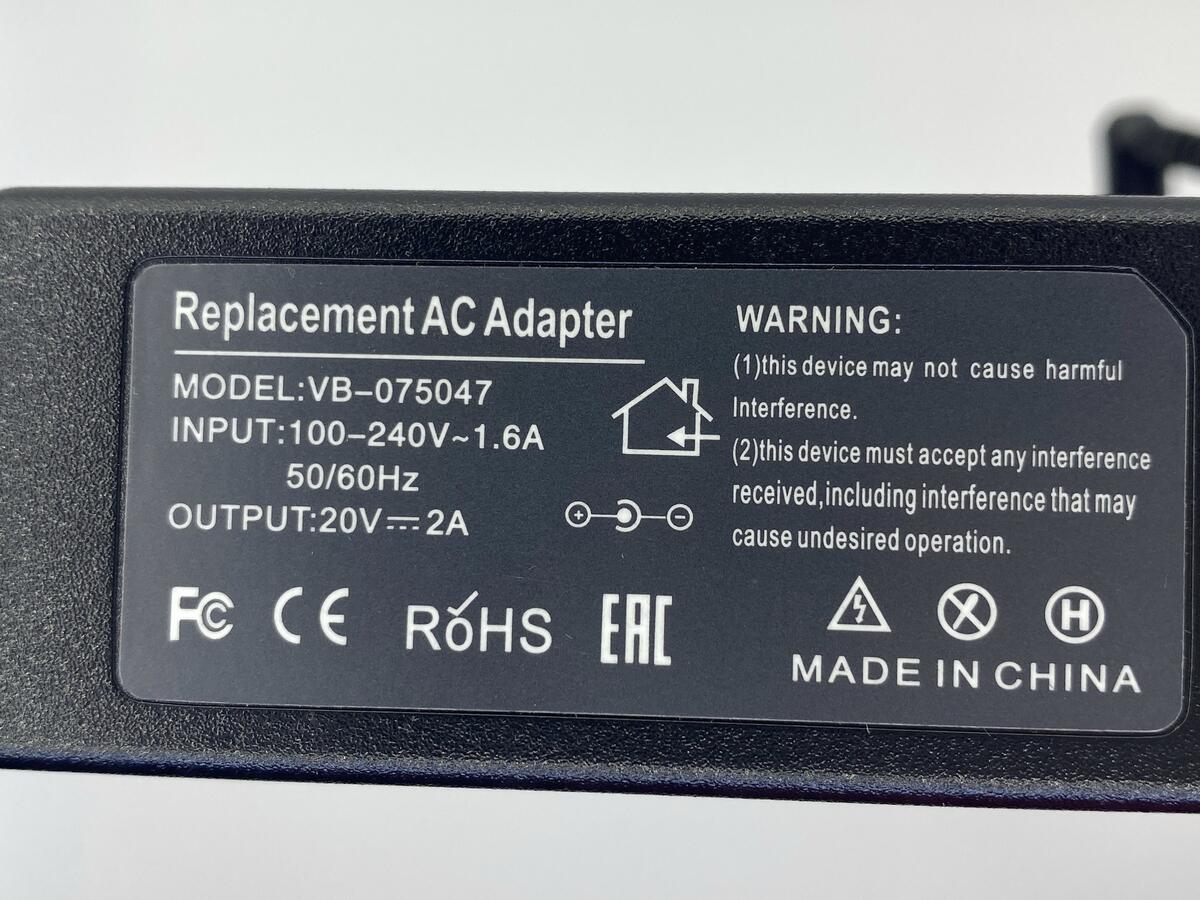 Replacement AC Adapter
MODEL:VB-075047
INPUT:100-240V~1.6A
50/60Hz
OUTPUT:20V⎓2A
WARNING:
(1)this device may not cause harmful
Interference.
(2)this device must accept any interference
received,including interference that may
cause undesired operation.
FC CE RoHS EAC
H
MADE IN CHINA